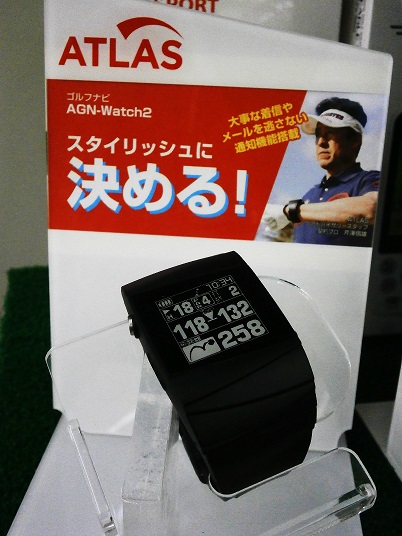 PORT
ATLAS
ゴルフナビ
AGN-Watch2
大事な着信や
メールを逃さない
通知機能搭載
スタイリッシュに
決める!
10:34
18 4 2
118 132
258